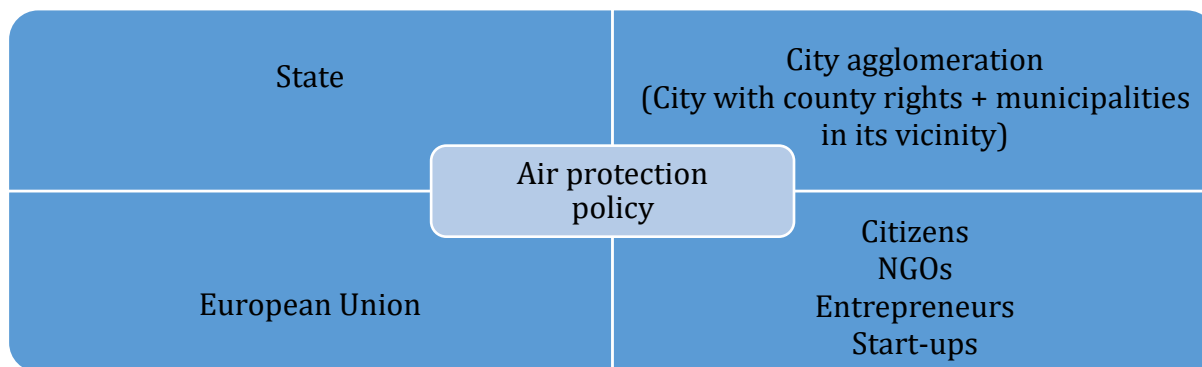 State
City agglomeration
(City with county rights + municipalities
in its vicinity)
Air protection
policy
European Union
Citizens
NGOs
Entrepreneurs
Start-ups